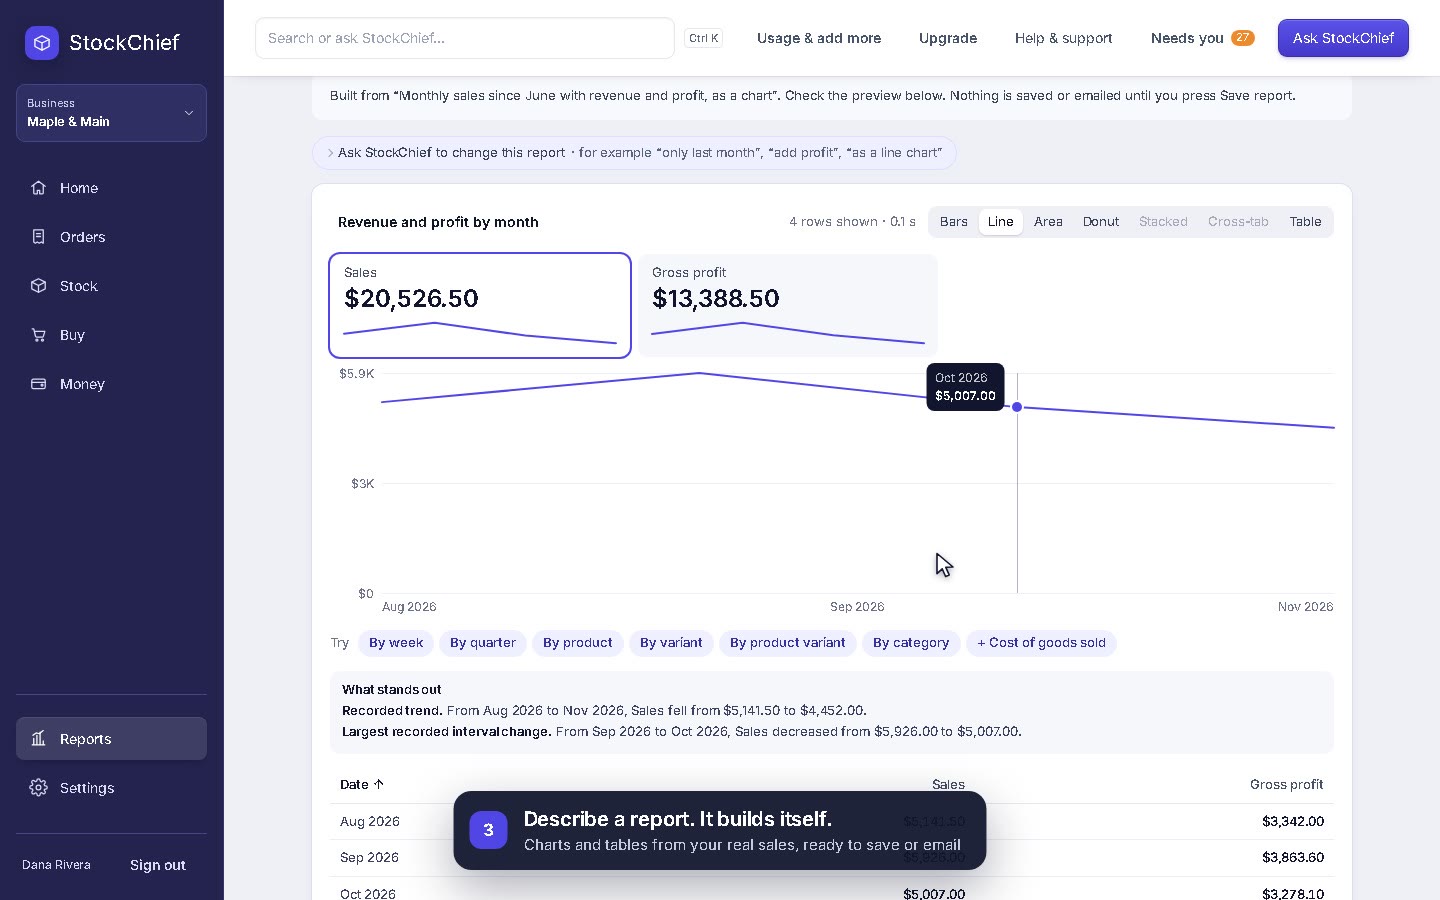 StockChief
Business
Maple & Main
Home
Orders
Stock
Buy
Money
Reports
Settings
Dana Rivera
Sign out
Search or ask StockChief...
Ctrl K
Usage & add more
Upgrade
Help & support
Needs you 27
Ask StockChief
Built from “Monthly sales since June with revenue and profit, as a chart”. Check the preview below. Nothing is saved or emailed until you press Save report.
Ask StockChief to change this report · for example “only last month”, “add profit”, “as a line chart”
Revenue and profit by month
4 rows shown · 0.1 s
Bars
Line
Area
Donut
Stacked
Cross-tab
Table
Sales
$20,526.50
Gross profit
$13,388.50
$5.9K
$3K
$0
Oct 2026
$5,007.00
Aug 2026
Sep 2026
Nov 2026
Try
By week
By quarter
By product
By variant
By product variant
By category
+ Cost of goods sold
What stands out
Recorded trend. From Aug 2026 to Nov 2026, Sales fell from $5,141.50 to $4,452.00.
Largest recorded interval change. From Sep 2026 to Oct 2026, Sales decreased from $5,926.00 to $5,007.00.
Date ↑ Sales Gross profit
Aug 2026 $5,141.50 $3,342.00
Sep 2026 $5,926.00 $3,863.60
Oct 2026 $5,007.00 $3,278.10
3
Describe a report. It builds itself.
Charts and tables from your real sales, ready to save or email